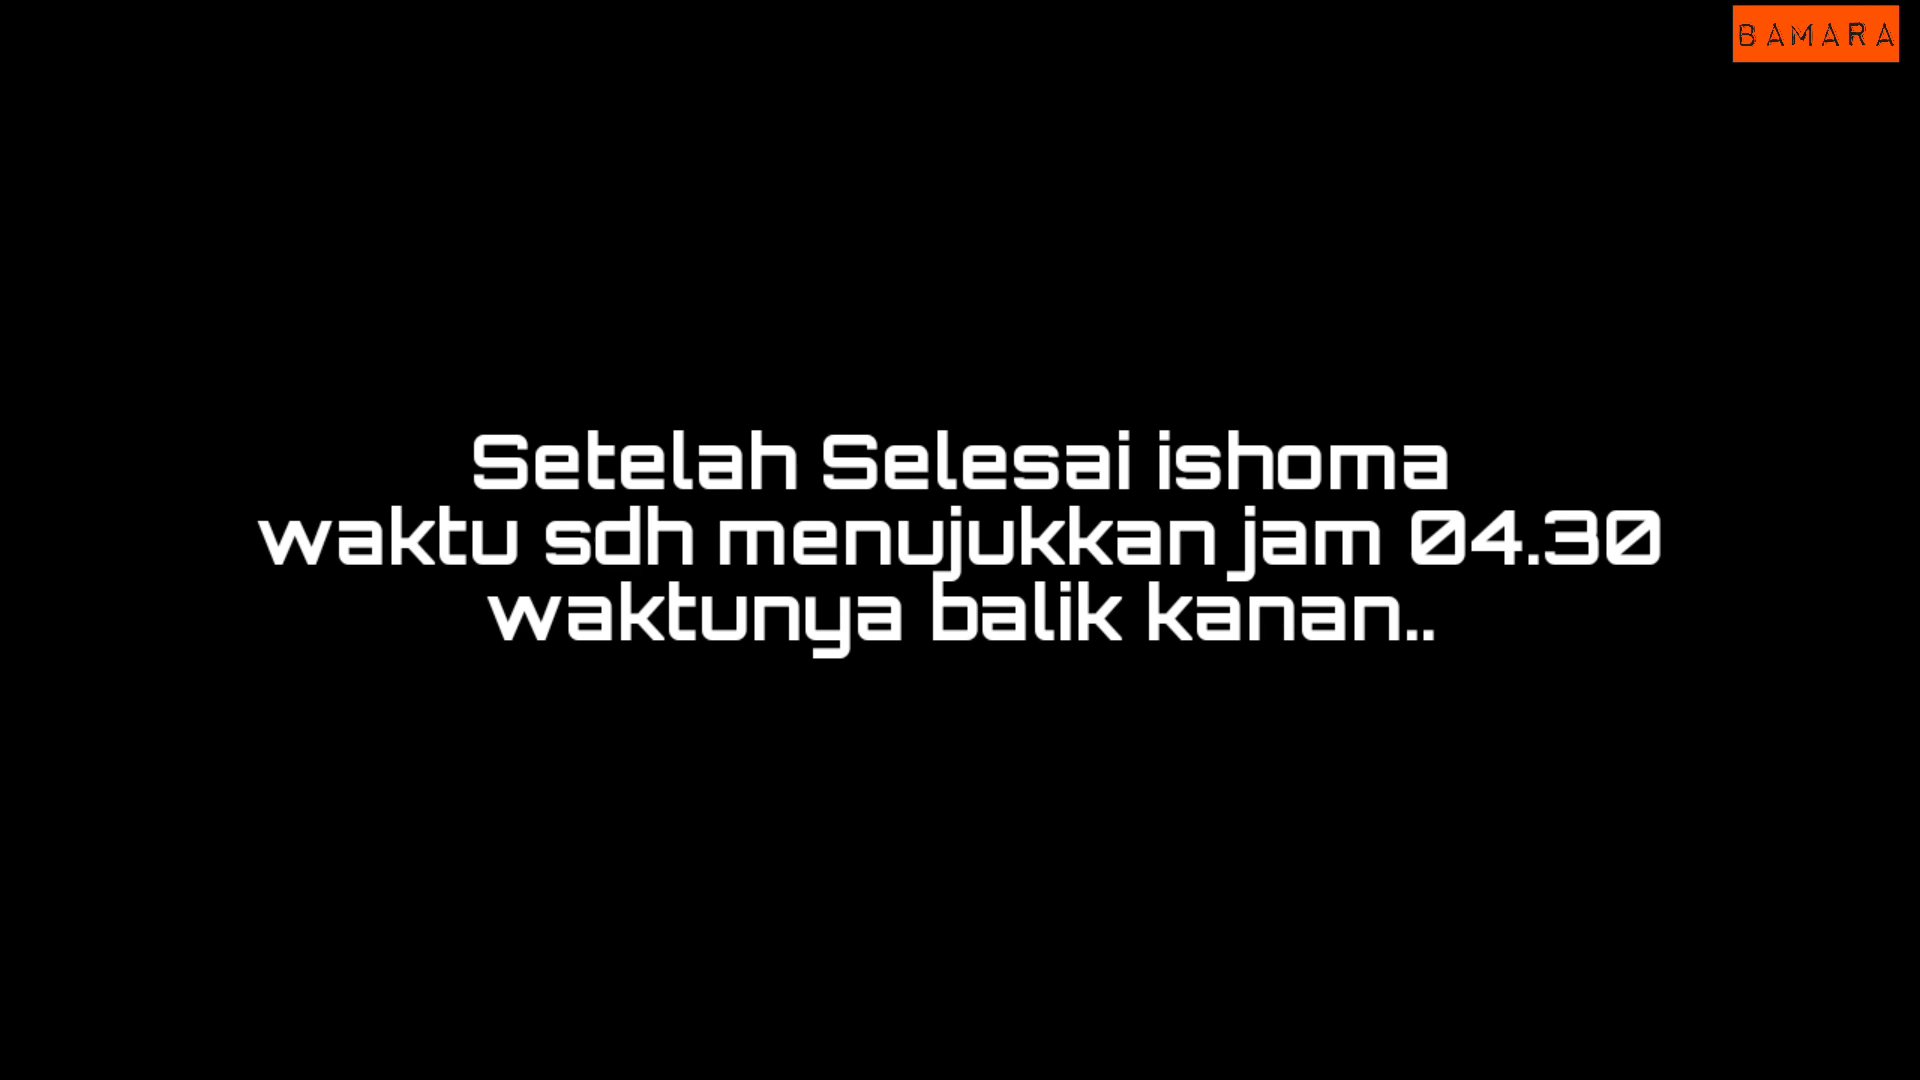 BAMARA
Setelah Selesai ishoma
waktu sdh menujukkan jam 04.30
waktunya balik kanan..